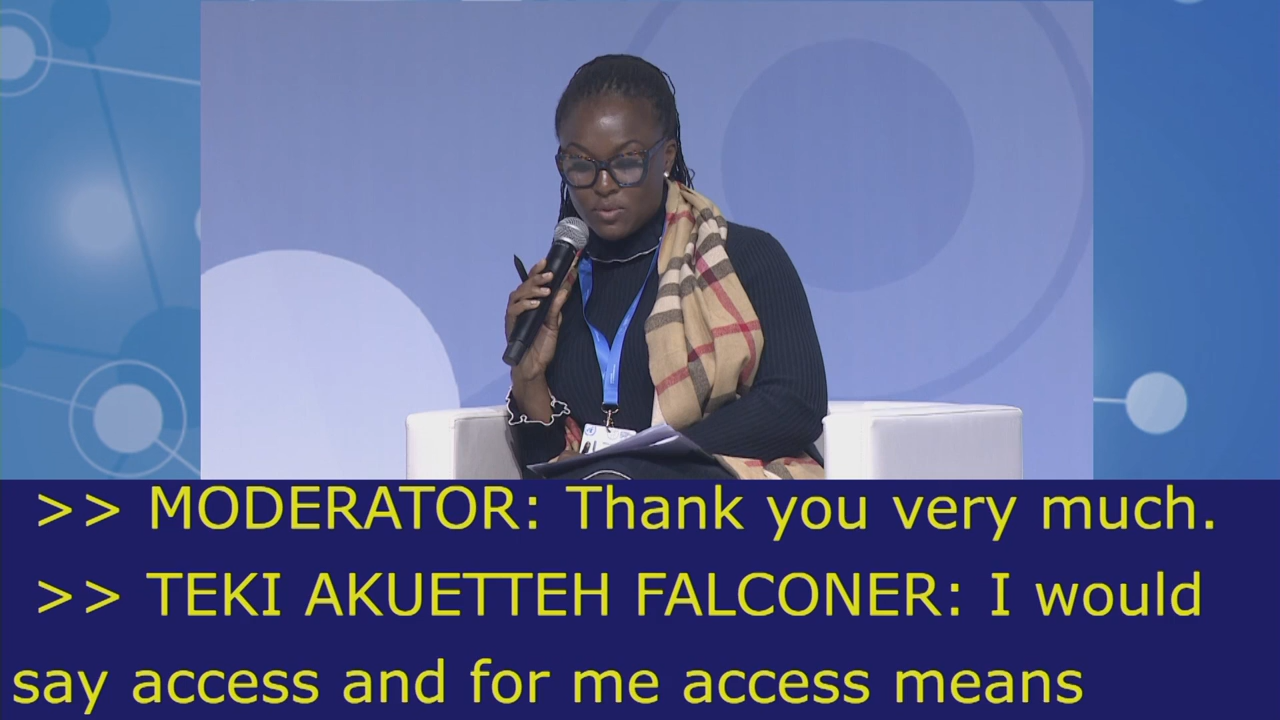 >> MODERATOR: Thank you very much.
>> TEKI AKUETTEH FALCONER: I would
say access and for me access means